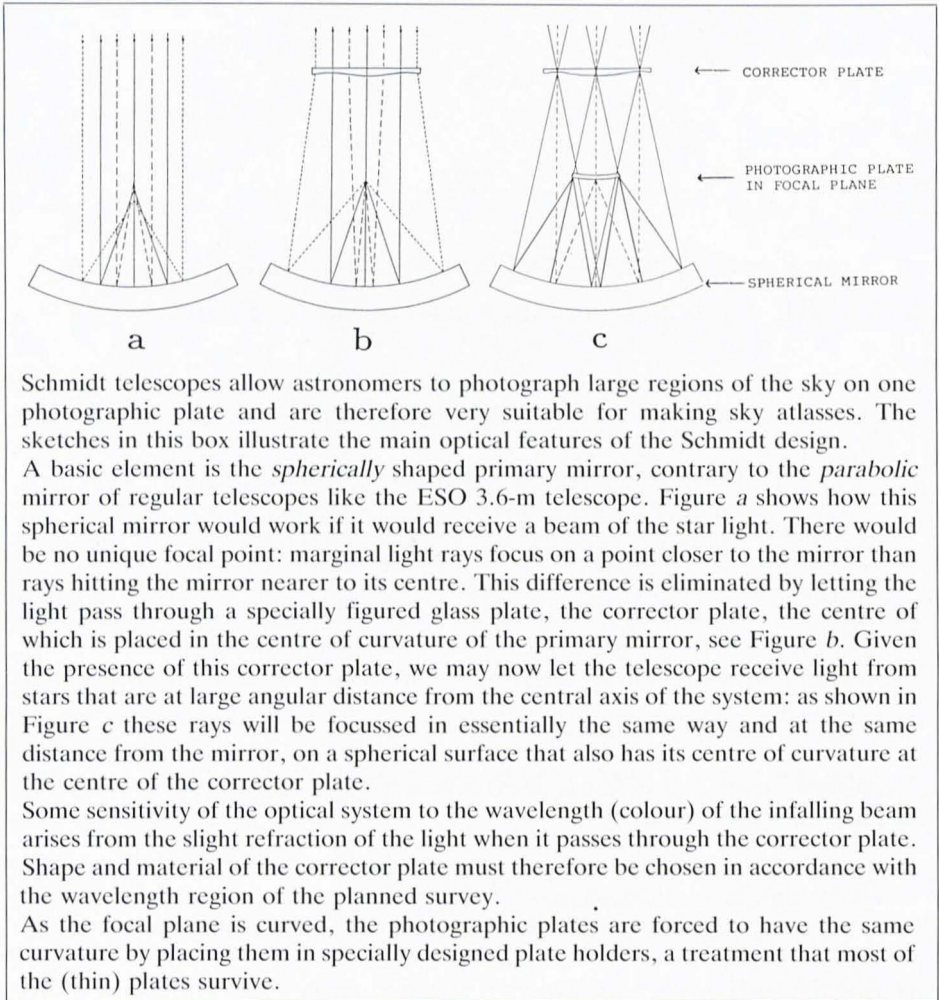 CORRECTOR PLATE
PHOTOGRAPHIC PLATE
IN FOCAL PLANE
SPHERICAL MIRROR
a
b
c
Schmidt telescopes allow astronomers to photograph large regions of the sky on one
photographic plate and are therefore very suitable for making sky atlasses. The
sketches in this box illustrate the main optical features of the Schmidt design.
A basic element is the spherically shaped primary mirror, contrary to the parabolic
mirror of regular telescopes like the ESO 3.6-m telescope. Figure a shows how this
spherical mirror would work if it would receive a beam of the star light. There would
be no unique focal point: marginal light rays focus on a point closer to the mirror than
rays hitting the mirror nearer to its centre. This difference is eliminated by letting the
light pass through a specially figured glass plate, the corrector plate, the centre of
which is placed in the centre of curvature of the primary mirror, see Figure b. Given
the presence of this corrector plate, we may now let the telescope receive light from
stars that are at large angular distance from the central axis of the system: as shown in
Figure c these rays will be focussed in essentially the same way and at the same
distance from the mirror, on a spherical surface that also has its centre of curvature at
the centre of the corrector plate.
Some sensitivity of the optical system to the wavelength (colour) of the infalling beam
arises from the slight refraction of the light when it passes through the corrector plate.
Shape and material of the corrector plate must therefore be chosen in accordance with
the wavelength region of the planned survey.
As the focal plane is curved, the photographic plates are forced to have the same
curvature by placing them in specially designed plate holders, a treatment that most of
the (thin) plates survive.